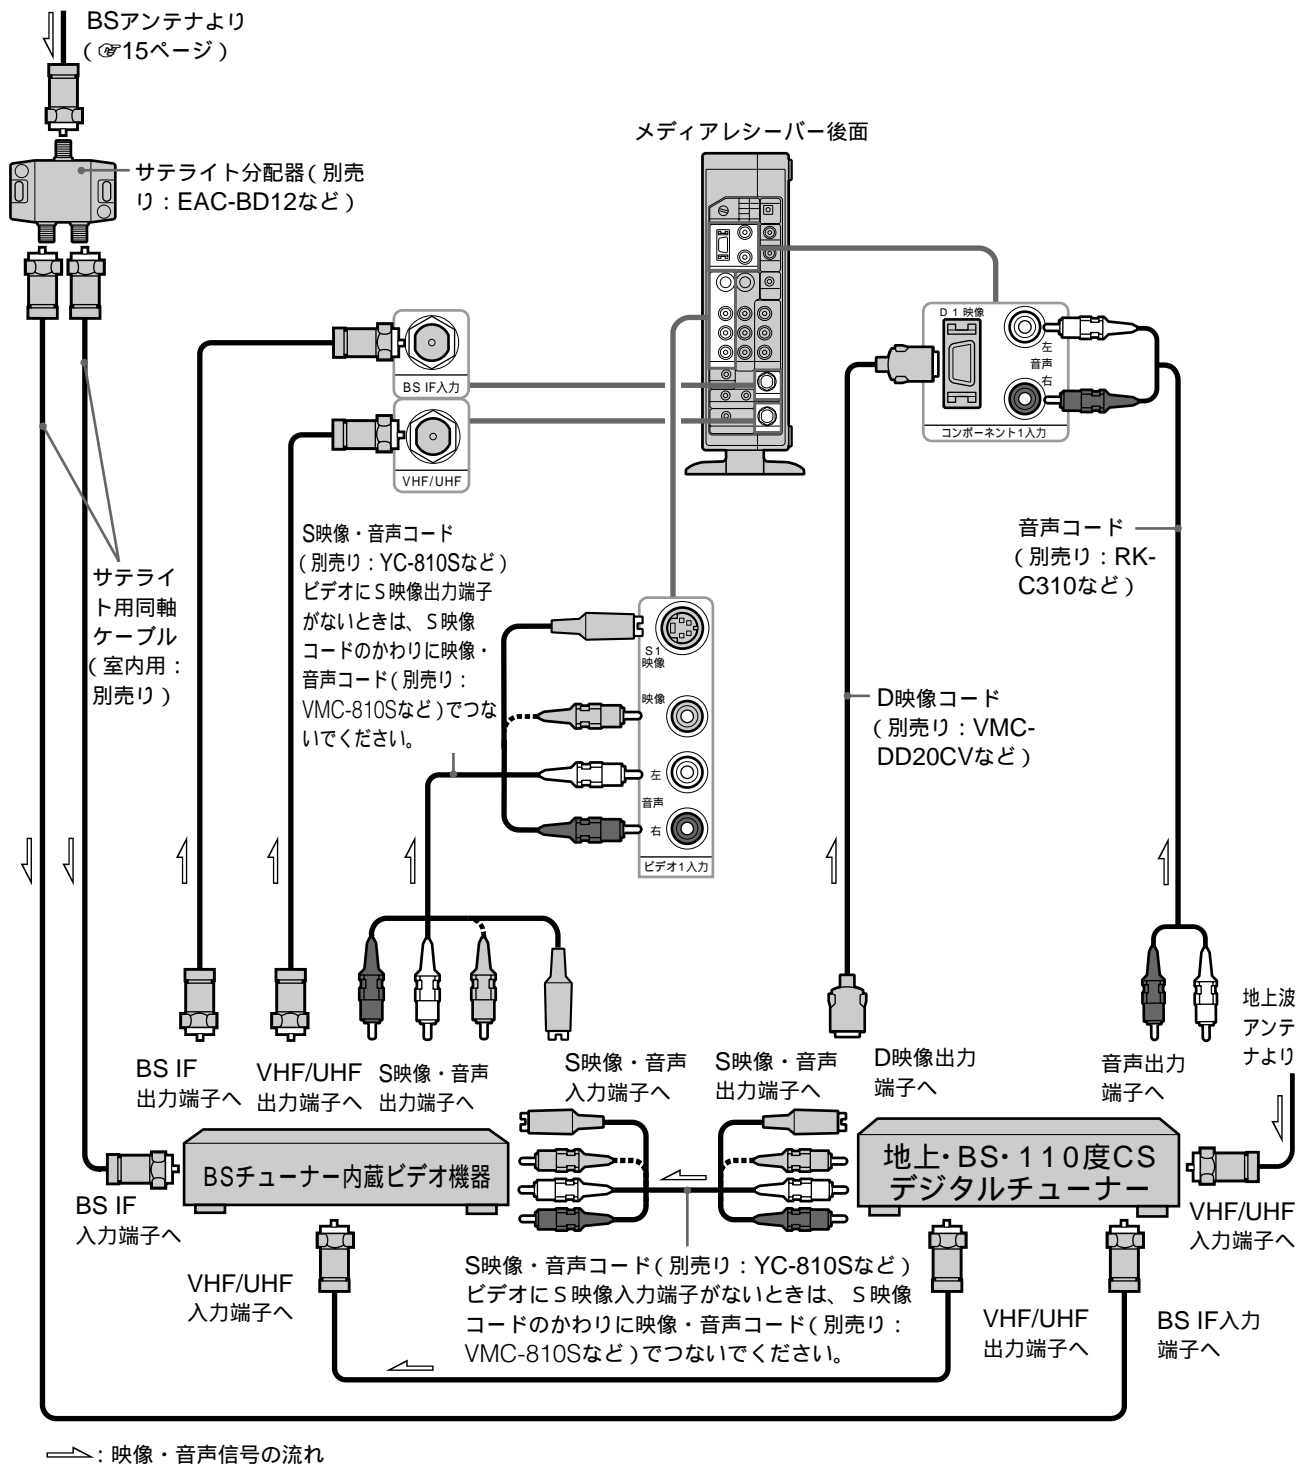 BSアンテナより
(☞15ページ)
サテライト分配器(別売
り:EAC-BD12など)
メディアレシーバー後面
D1映像
左
音声
右
コンポーネント1入力
BS IF入力
VHF/UHF
S映像・音声コード
(別売り:YC-810Sなど)
ビデオにS映像出力端子
がないときは、S映像
コードのかわりに映像・
音声コード(別売り:
VMC-810Sなど)でつな
いでください。
音声コード
(別売り:RK-
C310など)
サテライ
ト用同軸
ケーブル
(室内用:
別売り)
S1
映像
映像
左
音声
右
ビデオ1入力
D映像コード
(別売り:VMC-
DD20CVなど)
地上波
アンテ
ナより
BS IF
出力端子へ
VHF/UHF
出力端子へ
S映像・音声
出力端子へ
S映像・音声
入力端子へ
S映像・音声
出力端子へ
D映像出力
端子へ
音声出力
端子へ
BSチューナー内蔵ビデオ機器
地上・BS・110度CS
デジタルチューナー
BS IF
入力端子へ
VHF/UHF
入力端子へ
VHF/UHF
入力端子へ
S映像・音声コード(別売り:YC-810Sなど)
ビデオにS映像入力端子がないときは、S映像
コードのかわりに映像・音声コード(別売り:
VMC-810Sなど)でつないでください。
VHF/UHF
出力端子へ
BS IF入力
端子へ
:映像・音声信号の流れ